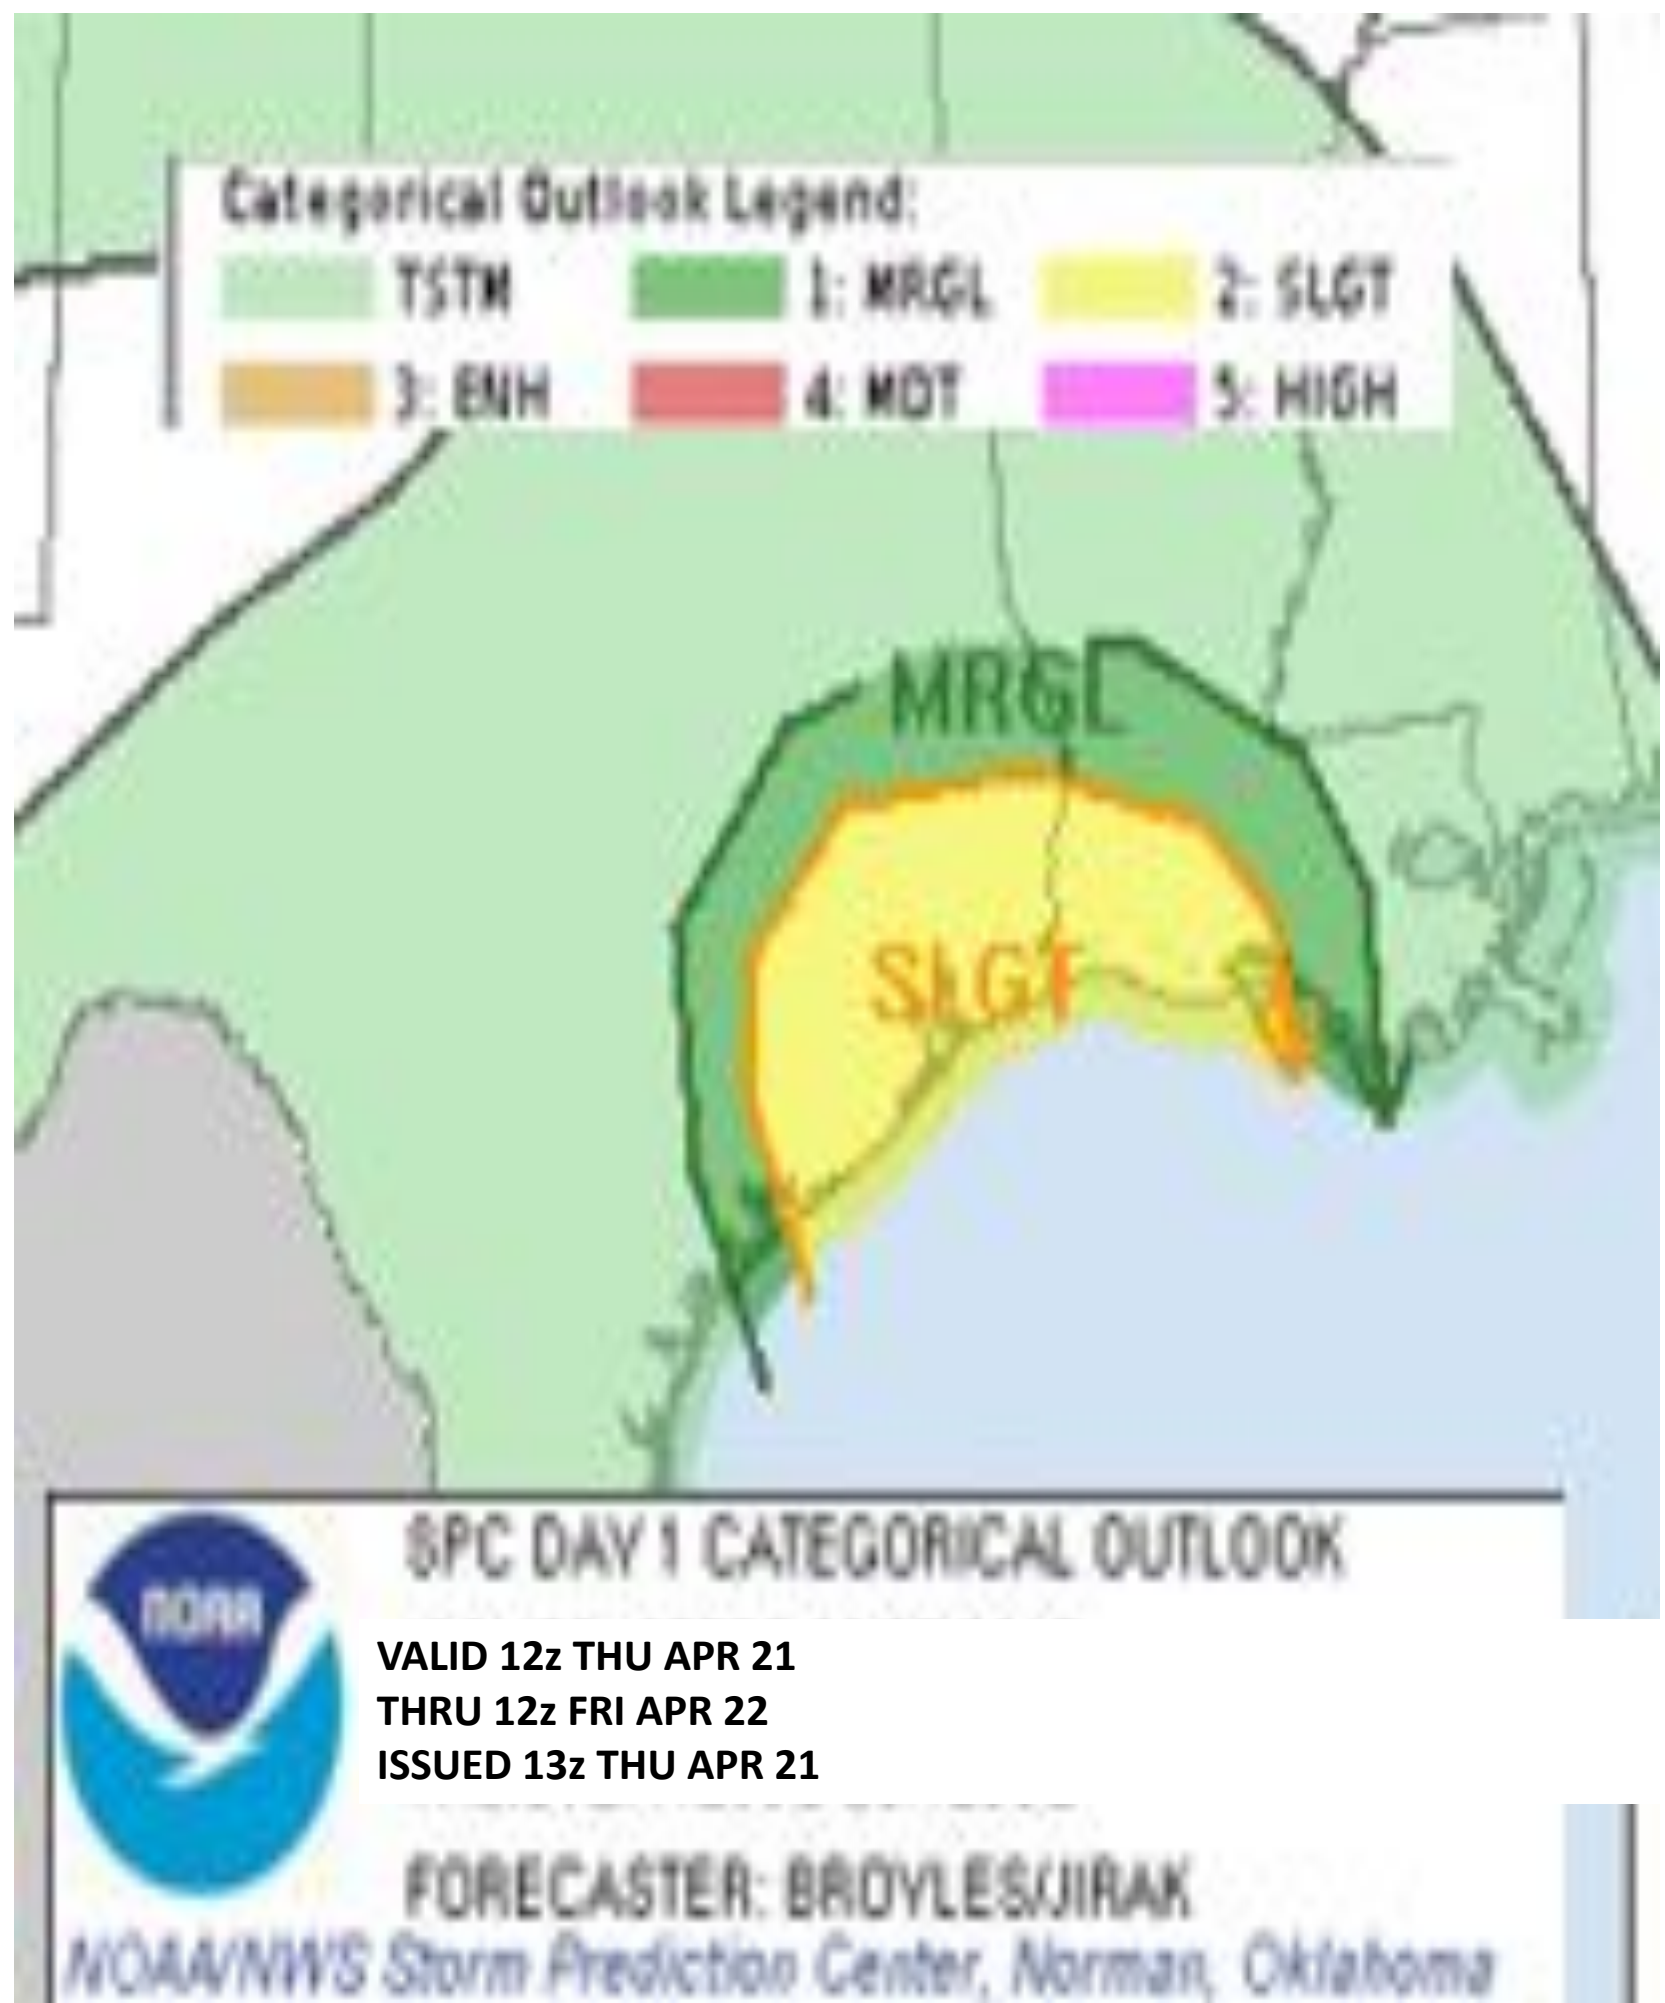 Categorical Outlook Legend:
TSTM 1: MRGL 2: SLGT
3: ENH 4: MDT 5: HIGH
MRGL
SLGT
SPC DAY 1 CATEGORICAL OUTLOOK
NOAA
VALID 12z THU APR 21
THRU 12z FRI APR 22
ISSUED 13z THU APR 21
FORECASTER: BROYLES/JIRAK
NOAA/NWS Storm Prediction Center, Norman, Oklahoma